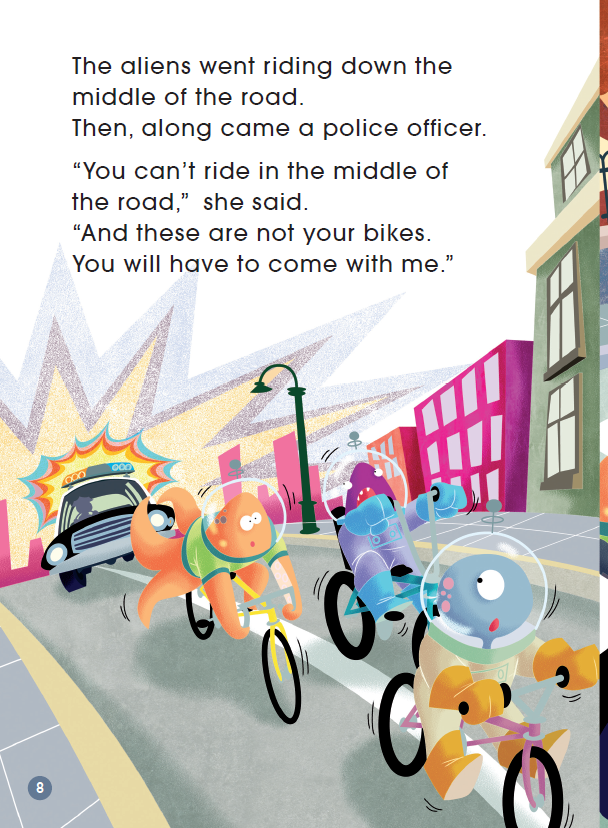 The aliens went riding down the
middle of the road.
Then, along came a police officer.
“You can’t ride in the middle of
the road,” she said.
“And these are not your bikes.
You will have to come with me.”
8